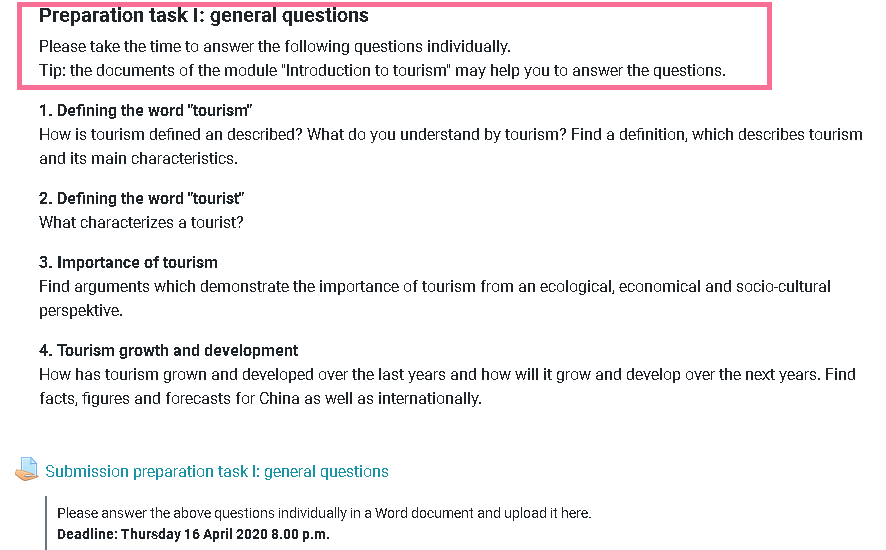 Preparation task I: general questions
Please take the time to answer the following questions individually.
Tip: the documents of the module "Introduction to tourism" may help you to answer the questions.
1. Defining the word "tourism"
How is tourism defined an described? What do you understand by tourism? Find a definition, which describes tourism
and its main characteristics.
2. Defining the word "tourist"
What characterizes a tourist?
3. Importance of tourism
Find arguments which demonstrate the importance of tourism from an ecological, economical and socio-cultural
perspektive.
4. Tourism growth and development
How has tourism grown and developed over the last years and how will it grow and develop over the next years. Find
facts, figures and forecasts for China as well as internationally.
Submission preparation task I: general questions
Please answer the above questions individually in a Word document and upload it here.
Deadline: Thursday 16 April 2020 8.00 p.m.